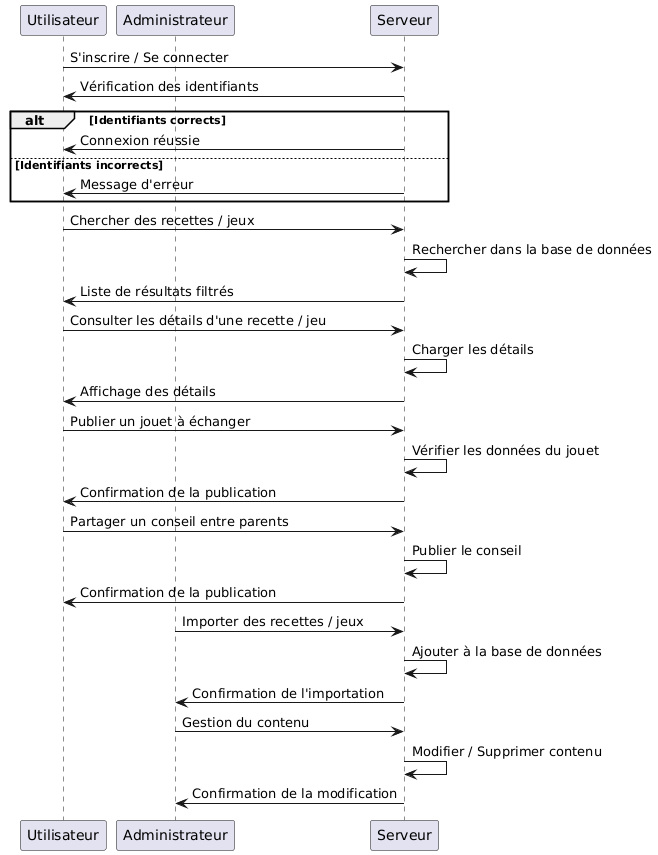 Utilisateur Administrateur Serveur
S'inscrire / Se connecter
Vérification des identifiants
alt [Identifiants corrects]
Connexion réussie
[Identifiants incorrects]
Message d'erreur
Chercher des recettes / jeux
Rechercher dans la base de données
Liste de résultats filtrés
Consulter les détails d'une recette / jeu
Charger les détails
Affichage des détails
Publier un jouet à échanger
Vérifier les données du jouet
Confirmation de la publication
Partager un conseil entre parents
Publier le conseil
Confirmation de la publication
Importer des recettes / jeux
Ajouter à la base de données
Confirmation de l'importation
Gestion du contenu
Modifier / Supprimer contenu
Confirmation de la modification
Utilisateur Administrateur Serveur